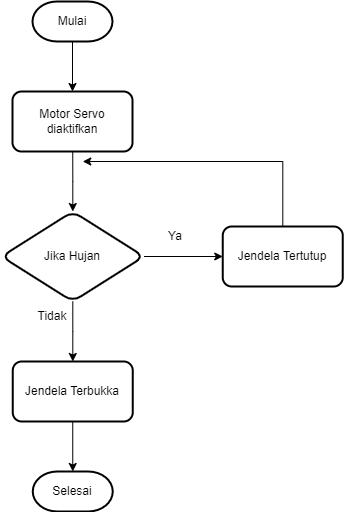 Mulai
Motor Servo
diaktifkan
Ya
Jika Hujan
Jendela Tertutup
Tidak
Jendela Terbukka
Selesai